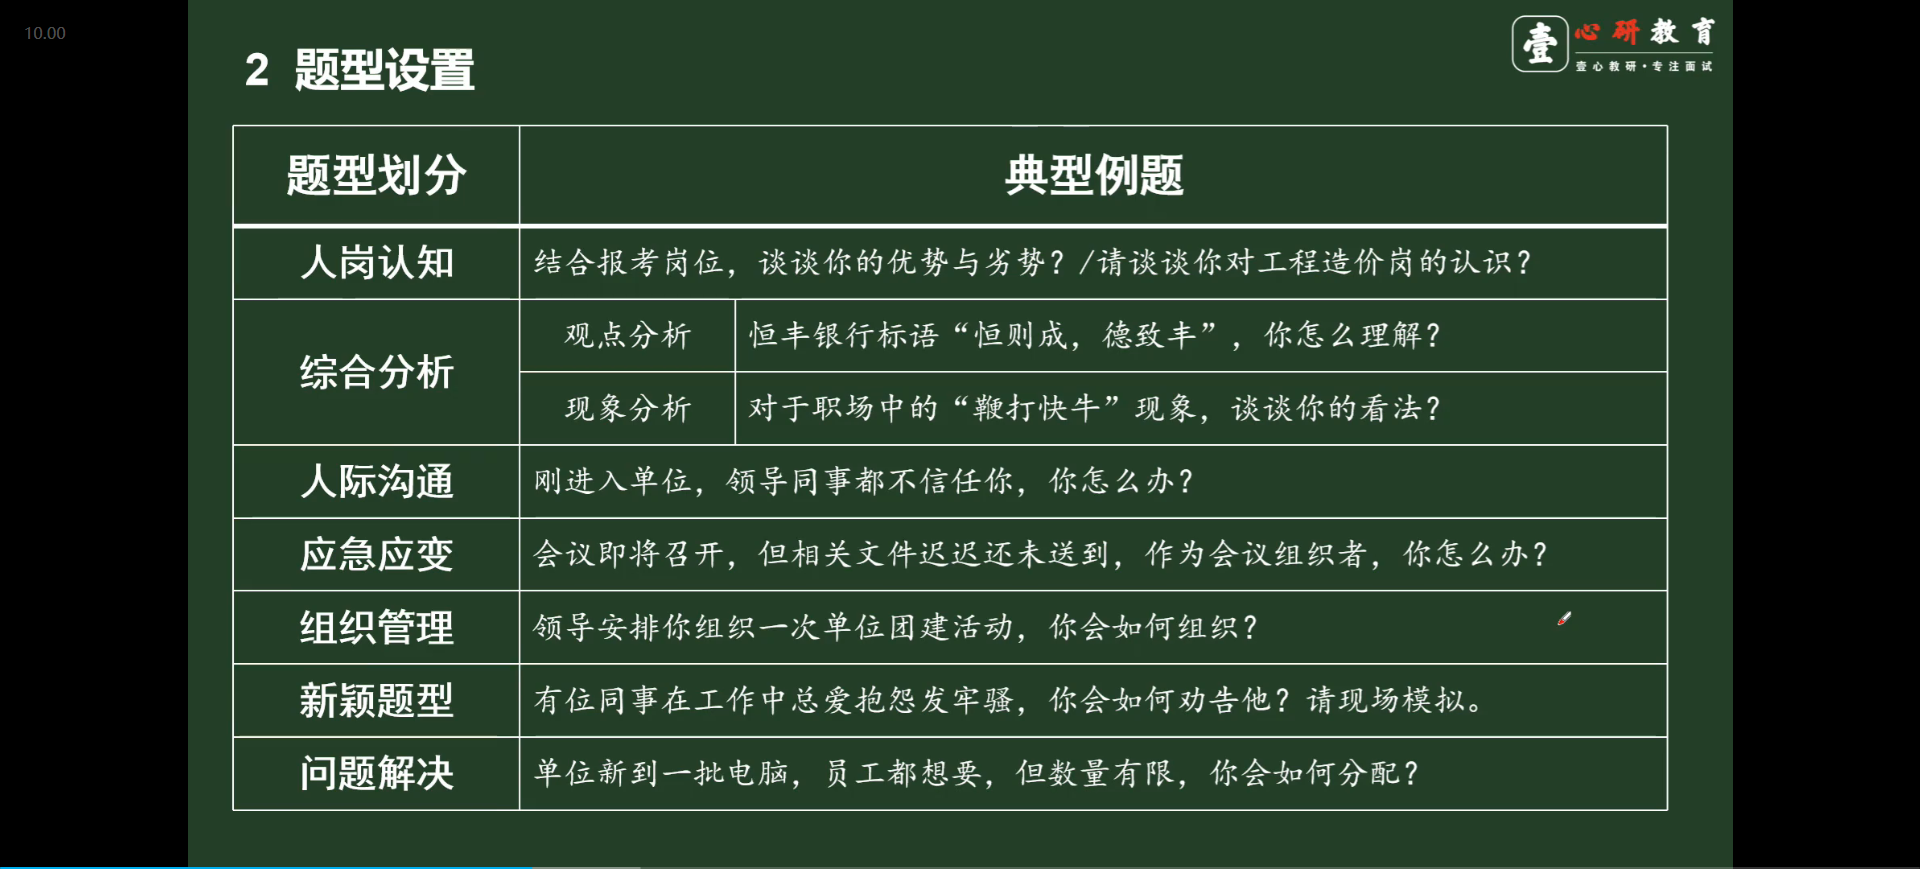 10.00
2 题型设置
壹 心研教育
壹心教研·专注面试
题型划分 典型例题
人岗认知 结合报考岗位，谈谈你的优势与劣势？/请谈谈你对工程造价岗的认识？
综合分析
观点分析 恒丰银行标语“恒则成，德致丰”，你怎么理解？
现象分析 对于职场中的“鞭打快牛”现象，谈谈你的看法？
人际沟通 刚进入单位，领导同事都不信任你，你怎么办？
应急应变 会议即将召开，但相关文件迟迟还未送到，作为会议组织者，你怎么办？
组织管理 领导安排你组织一次单位团建活动，你会如何组织？
新颖题型 有位同事在工作中总爱抱怨发牢骚，你会如何劝告他？请现场模拟。
问题解决 单位新到一批电脑，员工都想要，但数量有限，你会如何分配？